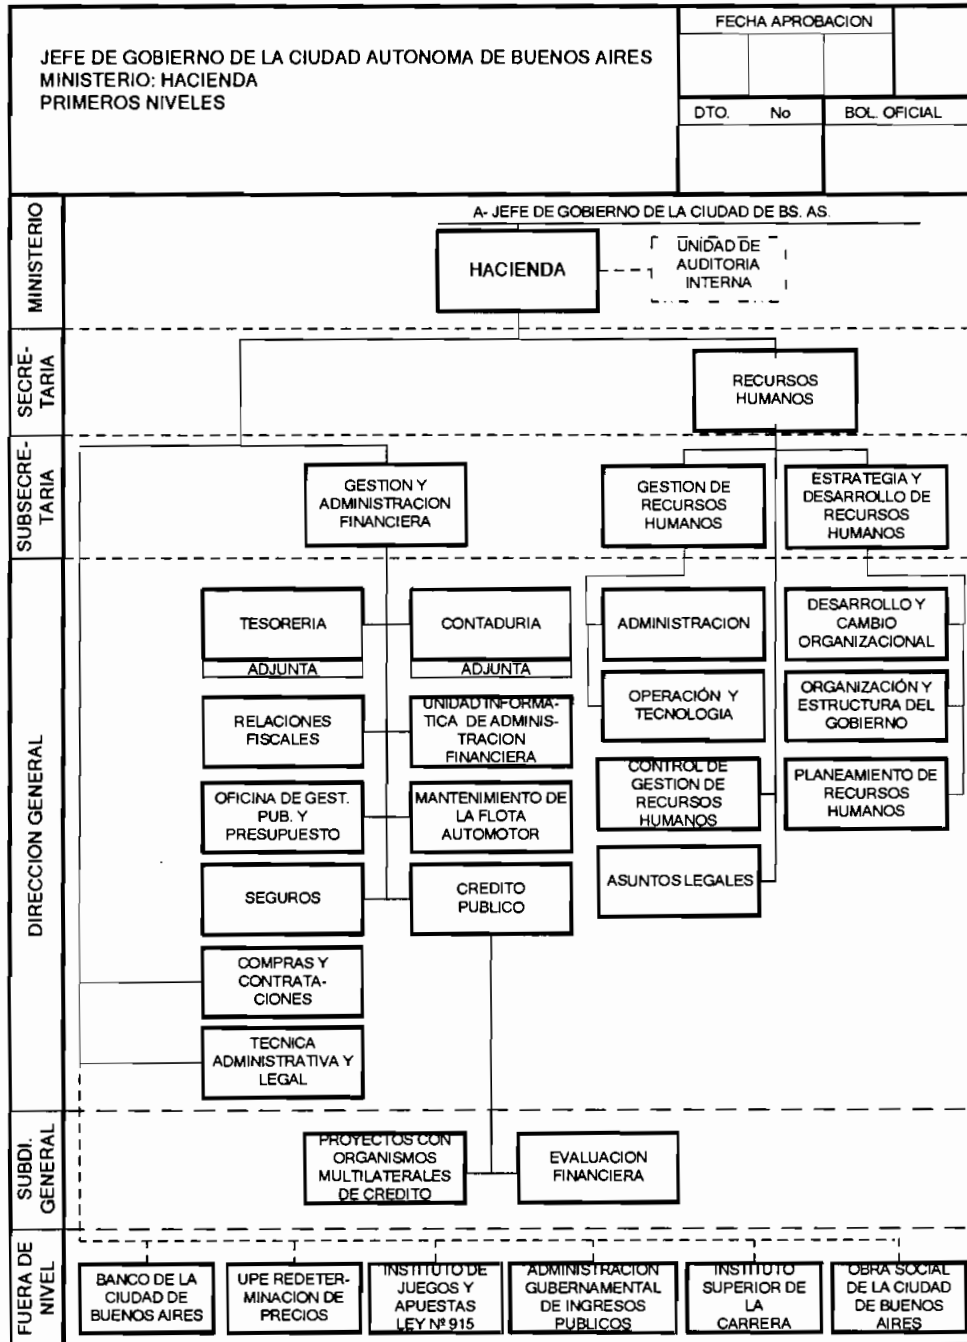 JEFE DE GOBIERNO DE LA CIUDAD AUTONOMA DE BUENOS AIRES
MINISTERIO: HACIENDA
PRIMEROS NIVELES
FECHA APROBACION
DTO. No
BOL. OFICIAL
MINISTERIO
A- JEFE DE GOBIERNO DE LA CIUDAD DE BS. AS.
HACIENDA
UNIDAD DE
AUDITORIA
INTERNA
SECRE-
TARIA
RECURSOS
HUMANOS
SUBSECRE-
TARIA
GESTION Y
ADMINISTRACION
FINANCIERA
GESTION DE
RECURSOS
HUMANOS
ESTRATEGIA Y
DESARROLLO DE
RECURSOS
HUMANOS
DIRECCION GENERAL
TESORERIA
ADJUNTA
CONTADURIA
ADJUNTA
ADMINISTRACION
DESARROLLO Y
CAMBIO
ORGANIZACIONAL
RELACIONES
FISCALES
UNIDAD INFORMA-
TICA DE ADMINIS-
TRACION
FINANCIERA
OPERACIÓN Y
TECNOLOGIA
ORGANIZACIÓN Y
ESTRUCTURA DEL
GOBIERNO
OFICINA DE GEST.
PUB. Y
PRESUPUESTO
MANTENIMIENTO DE
LA FLOTA
AUTOMOTOR
CONTROL DE
GESTION DE
RECURSOS
HUMANOS
PLANEAMIENTO DE
RECURSOS
HUMANOS
SEGUROS
CREDITO
PUBLICO
ASUNTOS LEGALES
COMPRAS Y
CONTRATA-
CIONES
TECNICA
ADMINISTRATIVA Y
LEGAL
SUBDI.
GENERAL
PROYECTOS CON
ORGANISMOS
MULTILATERALES
DE CREDITO
EVALUACION
FINANCIERA
FUERA DE
NIVEL
BANCO DE LA
CIUDAD DE
BUENOS AIRES
UPE REDETER-
MINACION DE
PRECIOS
INSTITUTO DE
JUEGOS Y
APUESTAS
LEY Nº 915
ADMINISTRACION
GUBERNAMENTAL
DE INGRESOS
PUBLICOS
INSTITUTO
SUPERIOR DE
LA
CARRERA
OBRA SOCIAL
DE LA CIUDAD
DE BUENOS
AIRES